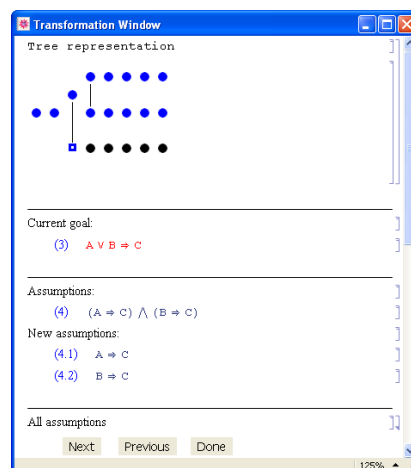 Transformation Window
Tree representation
Current goal:
(3) A ∨ B ⇒ C
Assumptions:
(4) (A ⇒ C) ⋀ (B ⇒ C)
New assumptions:
(4.1) A ⇒ C
(4.2) B ⇒ C
All assumptions
Next Previous Done
125%